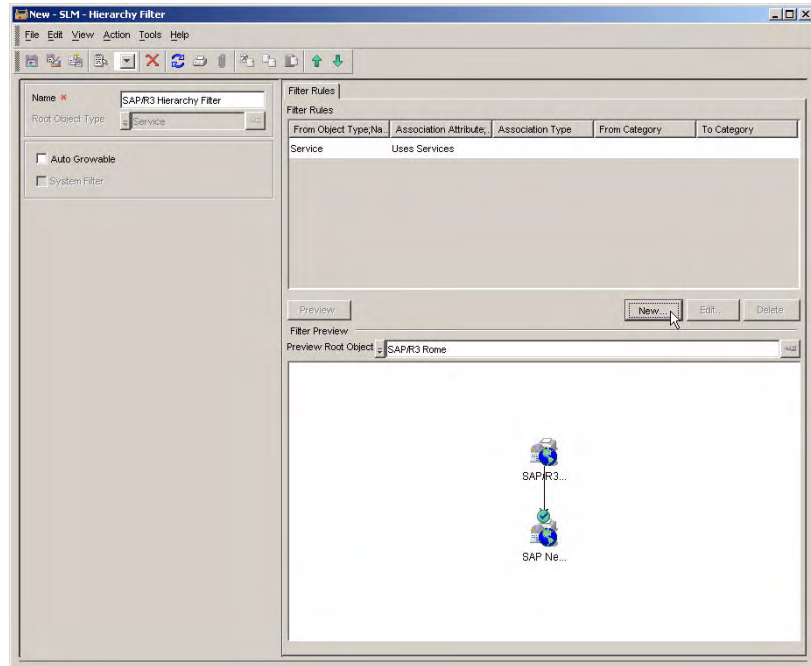 New - SLM - Hierarchy Filter
File Edit View Action Tools Help
Name * SAP/R3 Hierarchy Filter
Root Object Type Service
Auto Growable
System Filter
Filter Rules
Filter Rules
From Object Type;Na.. Association Attribute;.. Association Type From Category To Category
Service Uses Services
Preview New... Edit... Delete
Filter Preview
Preview Root Object SAP/R3 Rome
SAP/R3...
SAP Ne...